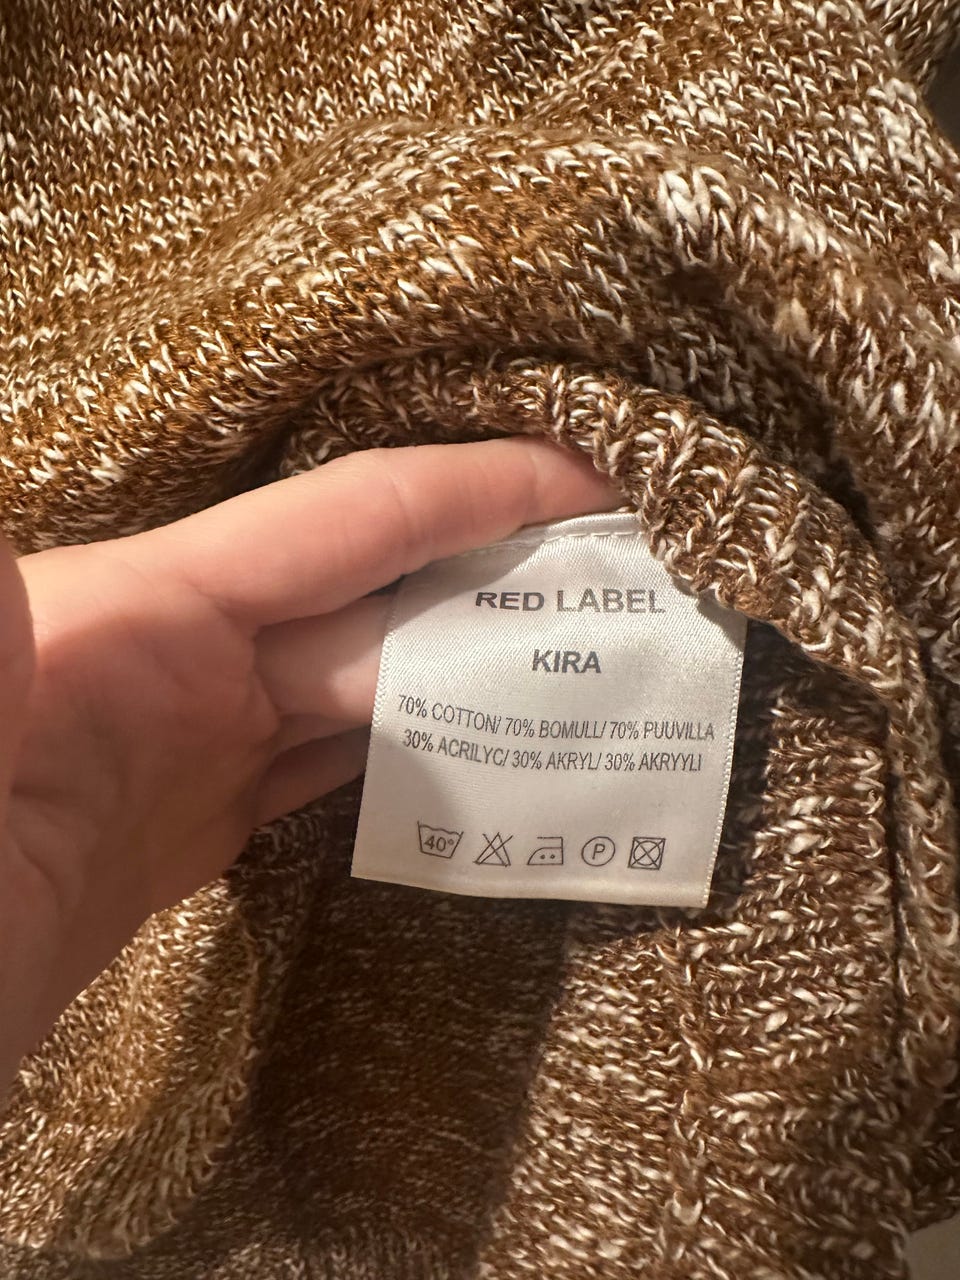 RED LABEL
KIRA
70% COTTON/ 70% BOMULL/ 70% PUUVILLA
30% ACRILYC/ 30% AKRYL/ 30% AKRYYLI
40° P